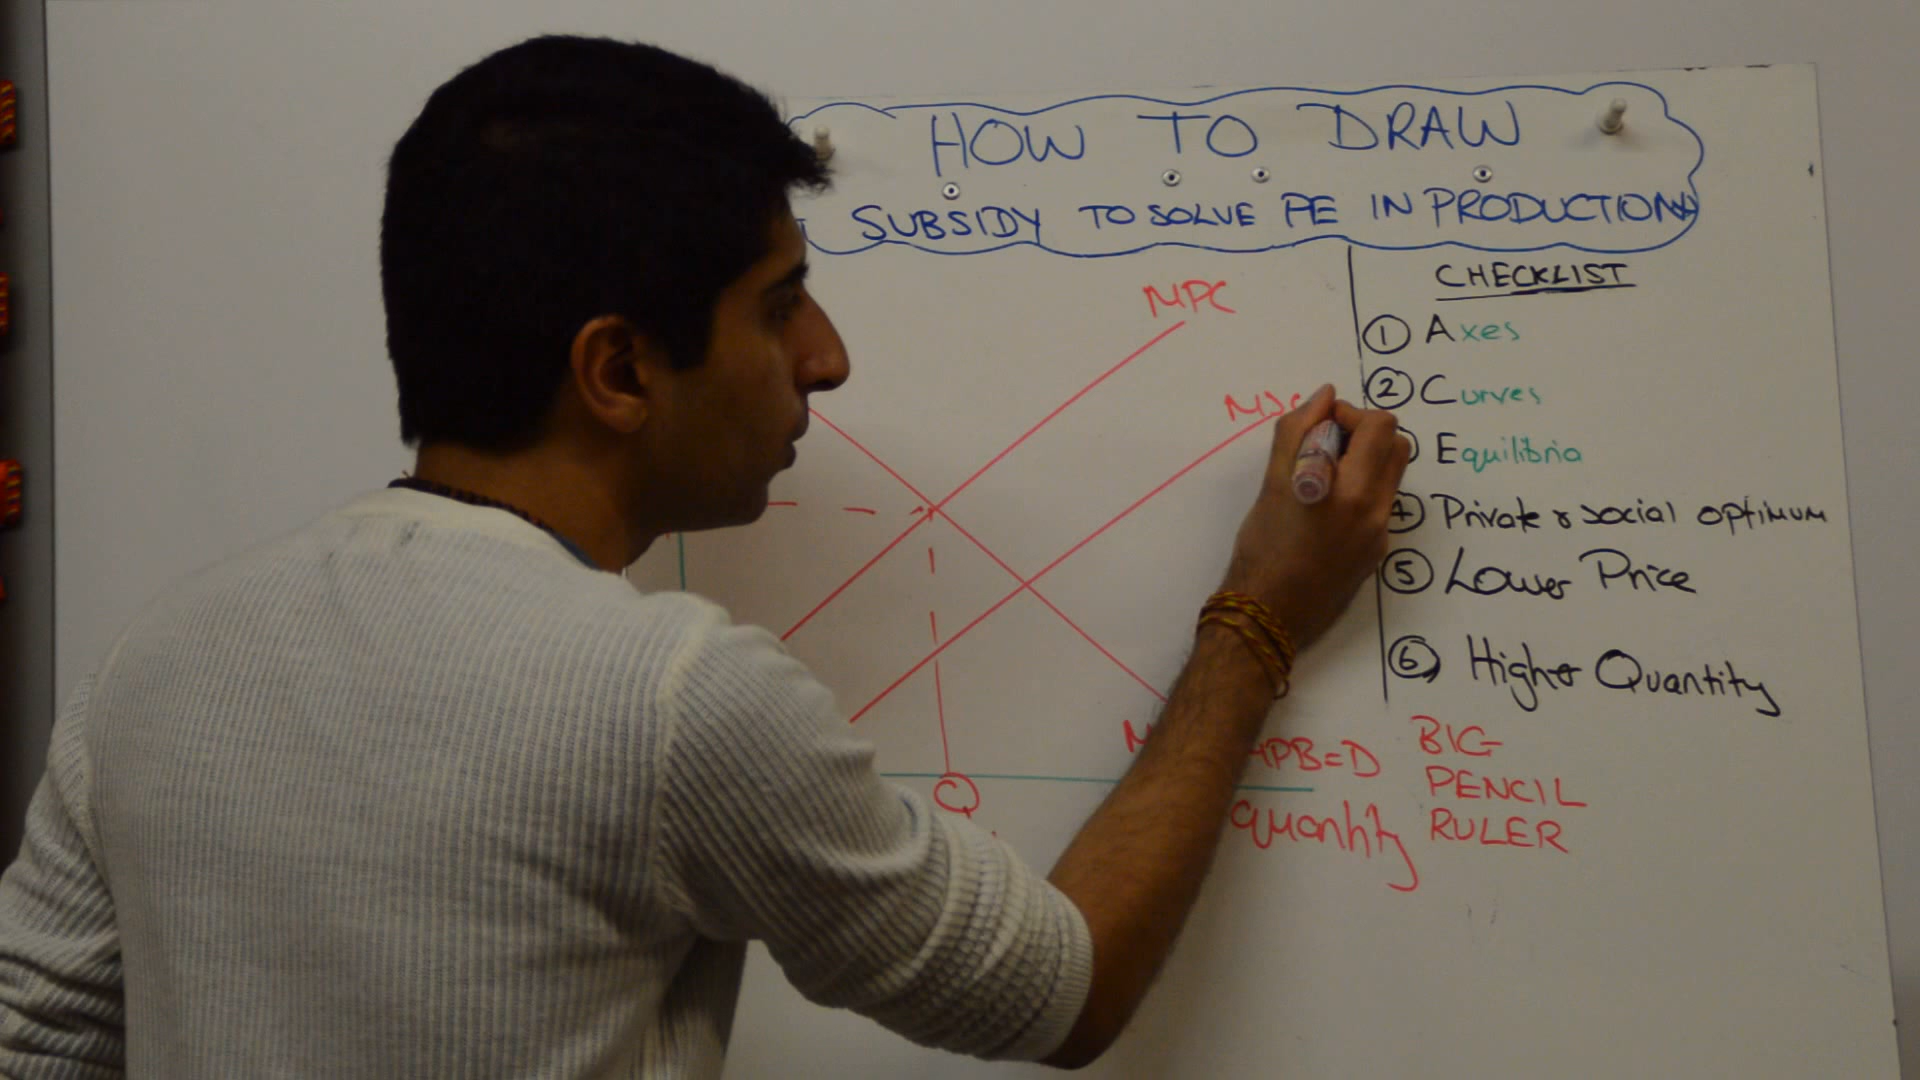 HOW TO DRAW
SUBSIDY TO SOLVE PE IN PRODUCTION
CHECKLIST
1 Axes
2 Curves
Equilibria
4 Private & social optimum
5 Lower Price
6 Higher Quantity
MPC
MSC
Q
MPB=D
quantity
BIG
PENCIL
RULER